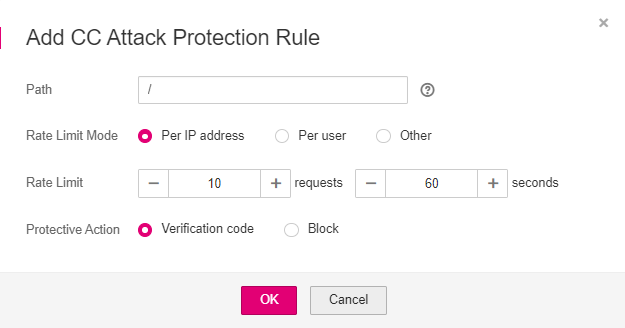 Add CC Attack Protection Rule
Path /
Rate Limit Mode Per IP address Per user Other
Rate Limit − 10 + requests − 60 + seconds
Protective Action Verification code Block
OK Cancel